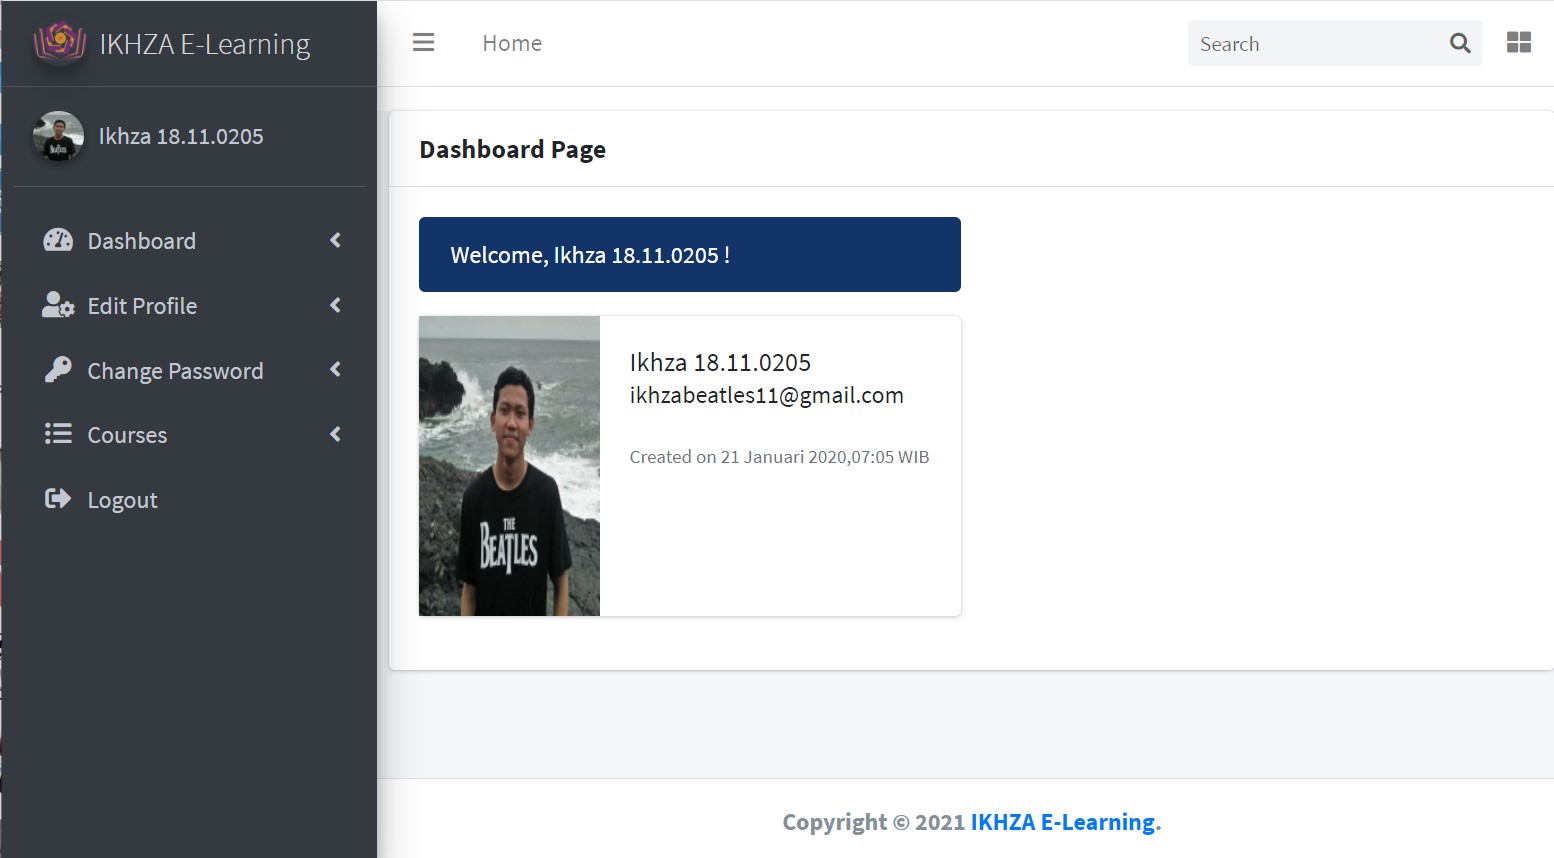 IKHZA E-Learning
Home
Search
Ikhza 18.11.0205
Dashboard
Edit Profile
Change Password
Courses
Logout
Dashboard Page
Welcome, Ikhza 18.11.0205 !
THE
BEATLES
Ikhza 18.11.0205
ikhzabeatles11@gmail.com
Created on 21 Januari 2020,07:05 WIB
Copyright © 2021 IKHZA E-Learning.